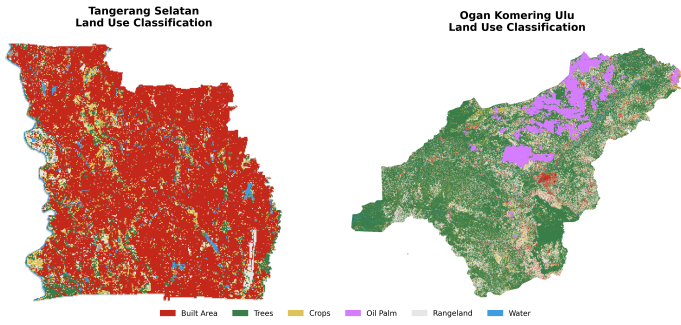 Tangerang Selatan
Land Use Classification
Ogan Komering Ulu
Land Use Classification
Built Area
Trees
Crops
Oil Palm
Rangeland
Water